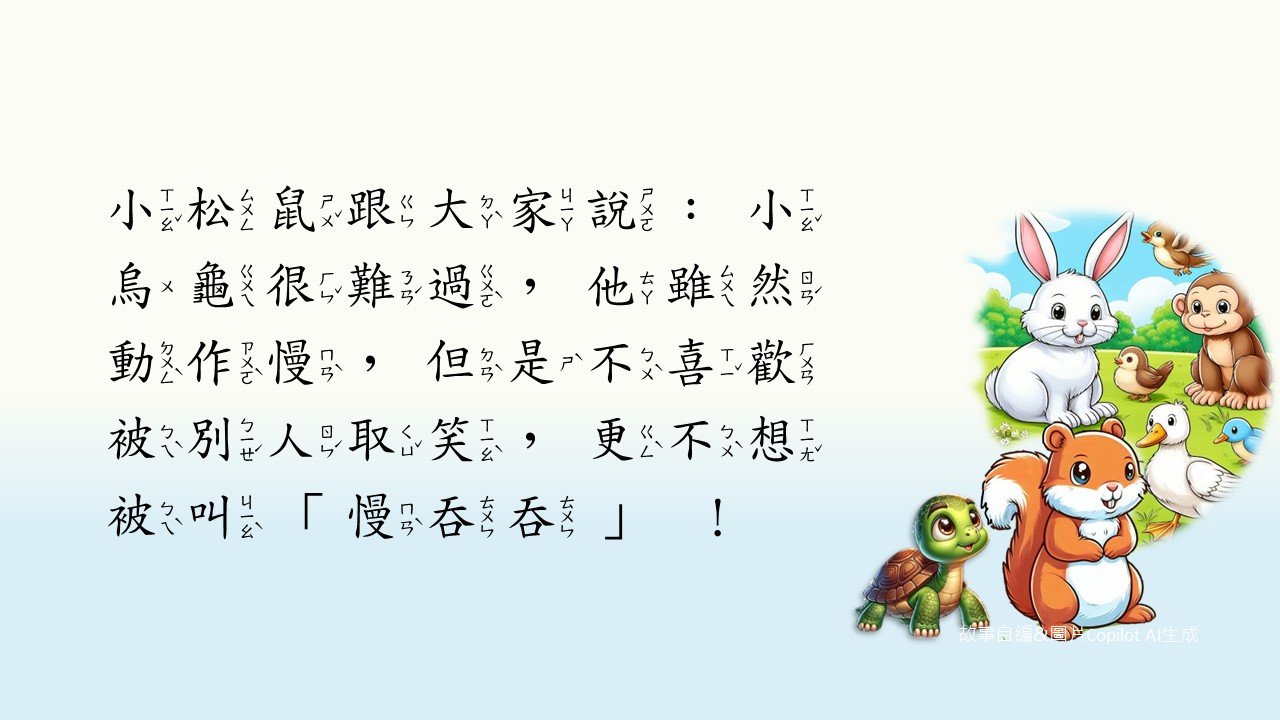 小松鼠跟大家說：小
烏龜很難過，他雖然
動作慢，但是不喜歡
被別人取笑，更不想
被叫「慢吞吞」！
故事自編&圖片Copilot AI生成